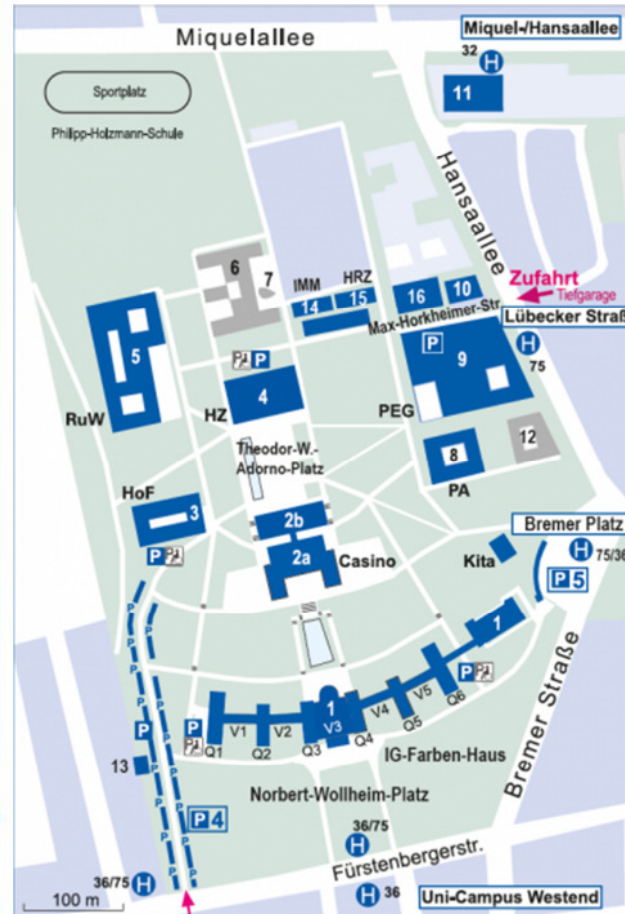 Miquelallee
Miquel-/Hansaallee
32 H
11
Sportplatz
Philipp-Holzmann-Schule
Hansaallee
6
7
IMM
HRZ
14
15
16
10
Zufahrt
Tiefgarage
Max-Horkheimer-Str.
Lübecker Straß
H
75
5
P
P
9
RuW
HZ
4
PEG
Theodor-W.-
Adorno-Platz
8
12
PA
HoF
3
2b
2a
Casino
Kita
Bremer Platz
H 75/36
P 5
P
1
P
P
1
V1
V2
V3
V4
V5
Q1
Q2
Q3
Q4
Q5
Q6
IG-Farben-Haus
Bremer Straße
13
P
P 4
Norbert-Wollheim-Platz
36/75
H
Fürstenbergerstr.
36/75 H
H 36
Uni-Campus Westend
100 m